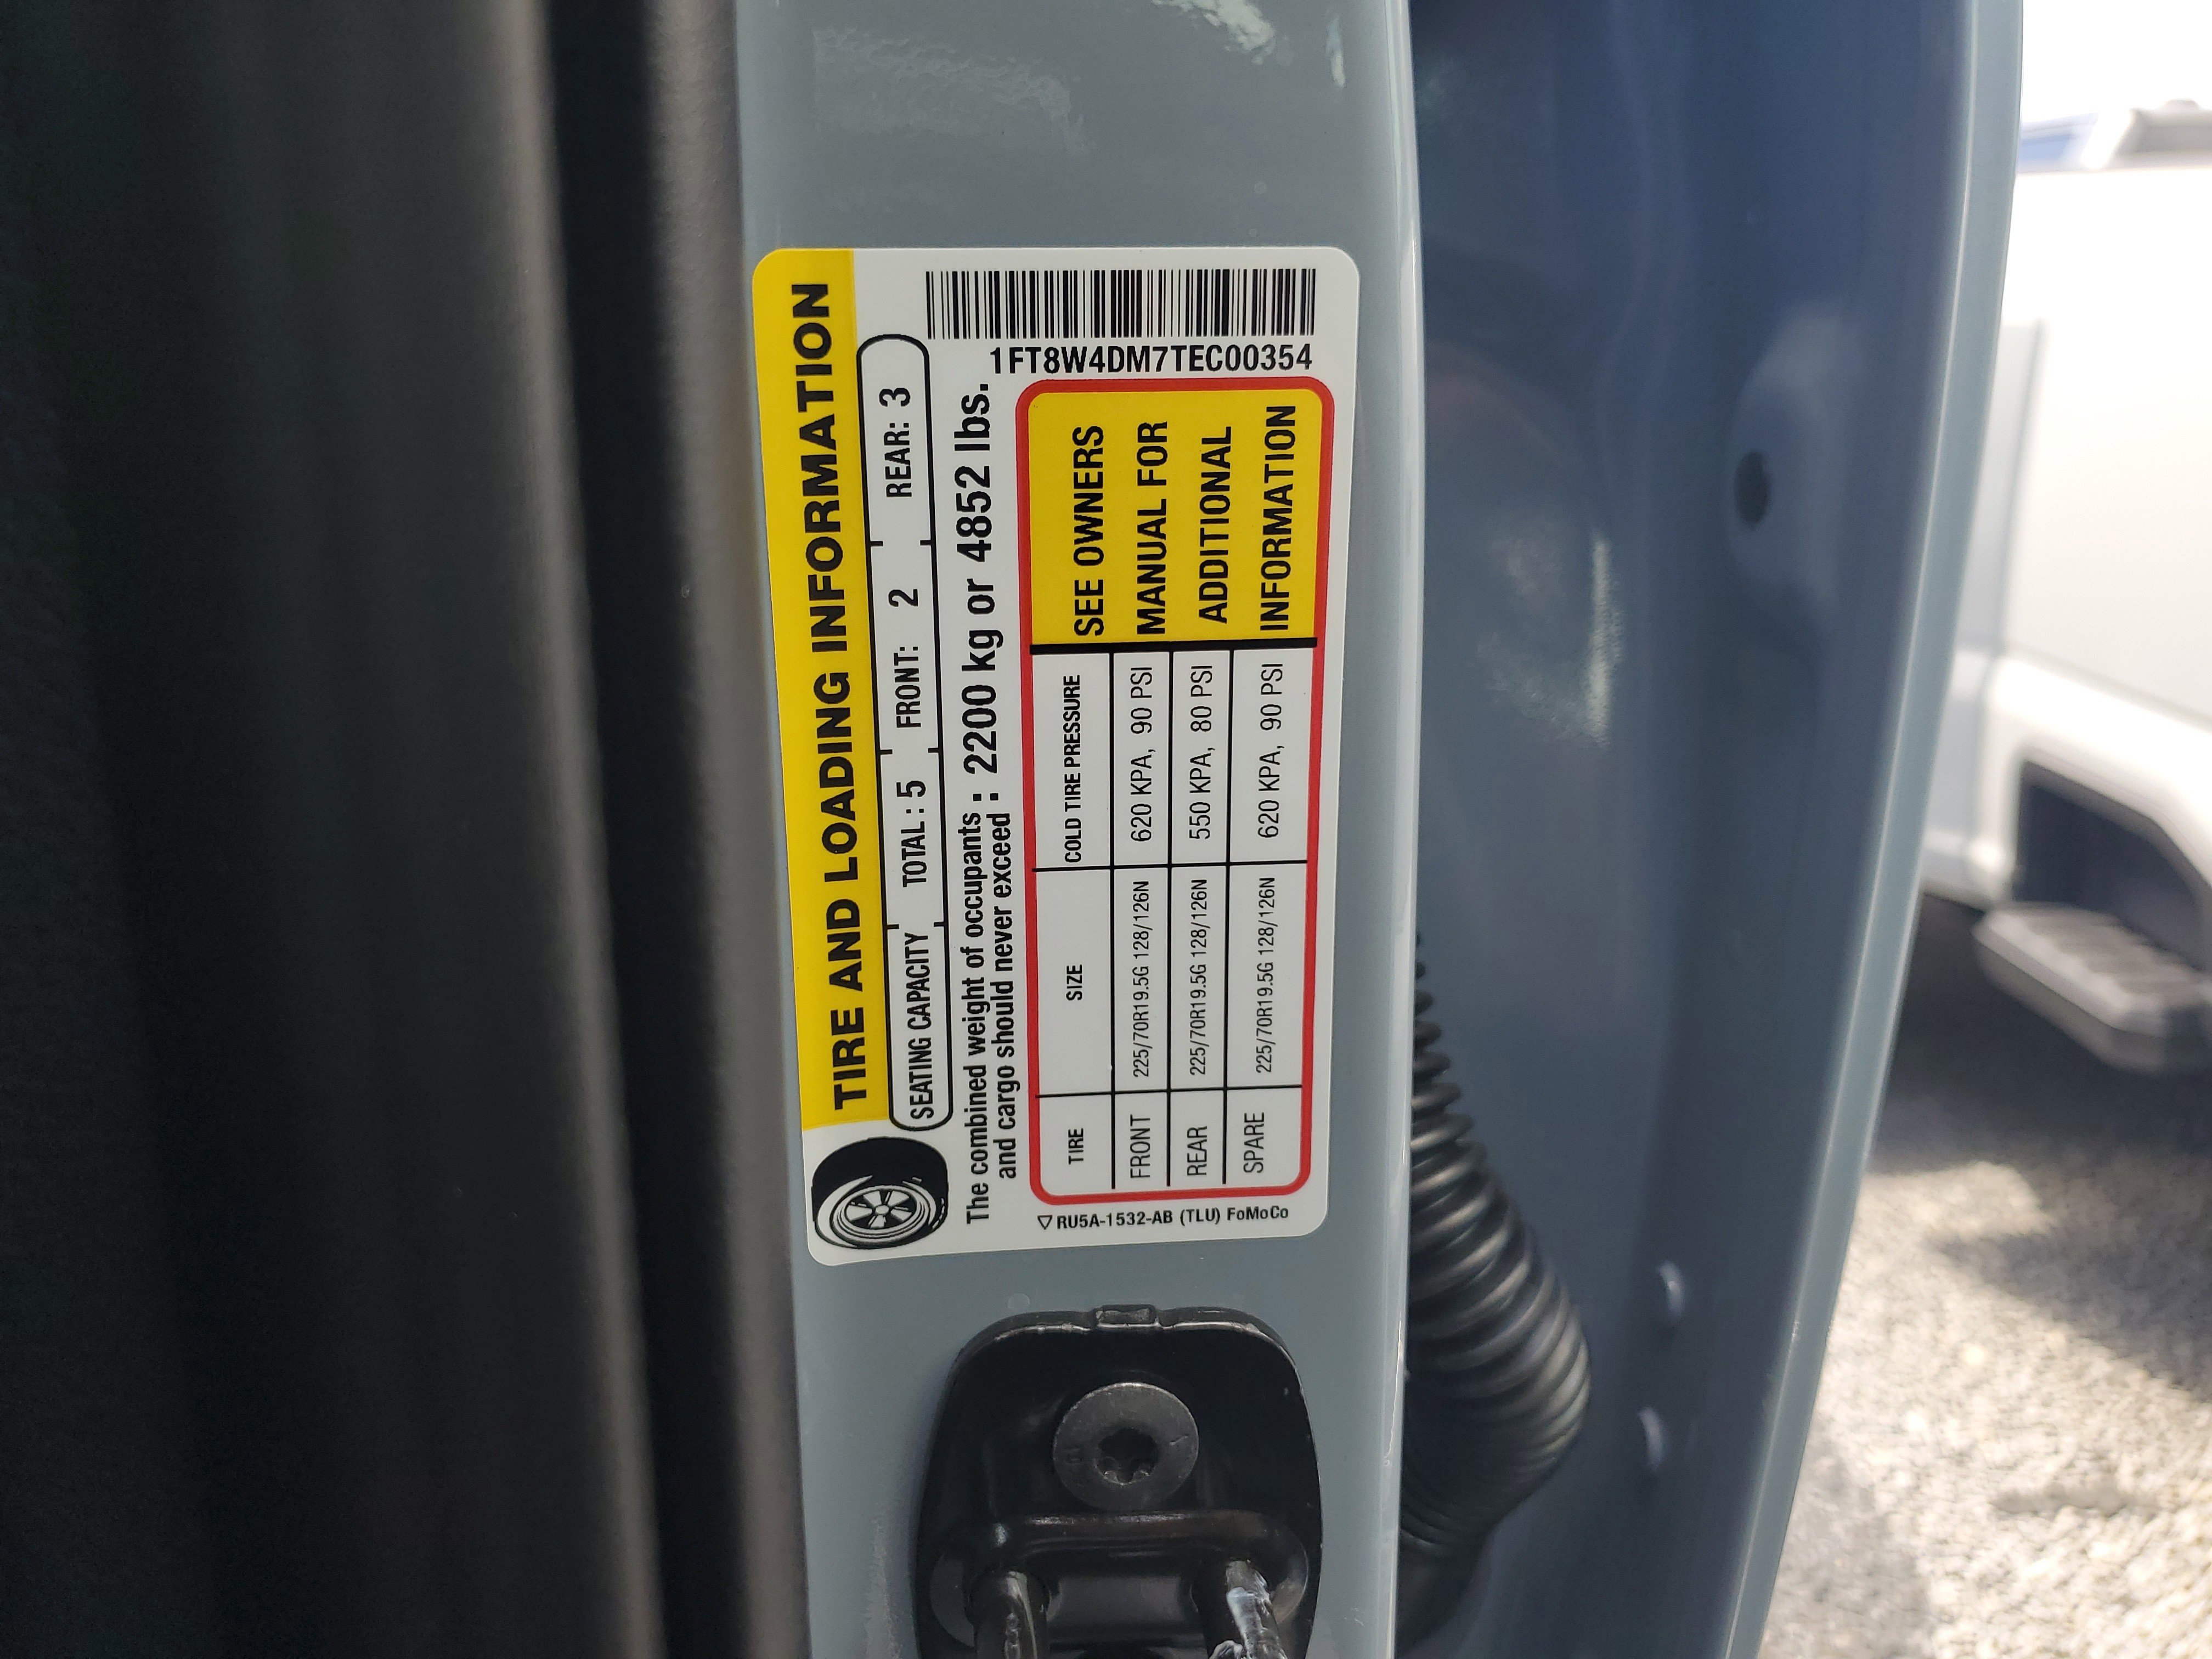 TIRE AND LOADING INFORMATION
SEATING CAPACITY TOTAL : 5 FRONT: 2 REAR: 3
The combined weight of occupants : 2200 kg or 4852 lbs.
and cargo should never exceed :
1FT8W4DM7TEC00354
TIRE SIZE COLD TIRE PRESSURE
FRONT 225/70R19.5G 128/126N 620 KPA, 90 PSI
REAR 225/70R19.5G 128/126N 550 KPA, 80 PSI
SPARE 225/70R19.5G 128/126N 620 KPA, 90 PSI
SEE OWNERS
MANUAL FOR
ADDITIONAL
INFORMATION
RU5A-1532-AB (TLU) FoMoCo